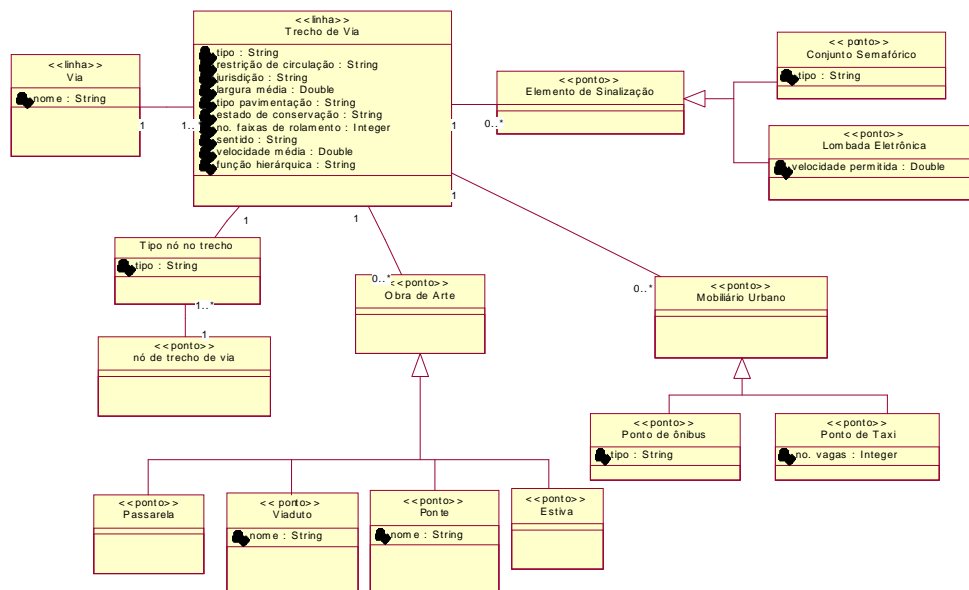 <<linha>>
Trecho de Via
tipo : String
restrição de circulação : String
jurisdição : String
largura média : Double
tipo pavimentação : String
estado de conservação : String
no. faixas de rolamento : Integer
sentido : String
velocidade média : Double
função hierárquica : String
<<linha>>
Via
nome : String
1
1..*
1
0..*
<<ponto>>
Elemento de Sinalização
<<ponto>>
Conjunto Semafórico
tipo : String
<<ponto>>
Lombada Eletrônica
velocidade permitida : Double
1
1
1
Tipo nó no trecho
tipo : String
1..*
1
<<ponto>>
nó de trecho de via
0..*
<<ponto>>
Obra de Arte
0..*
<<ponto>>
Mobiliário Urbano
<<ponto>>
Ponto de ônibus
tipo : String
<<ponto>>
Ponto de Taxi
no. vagas : Integer
<<ponto>>
Passarela
<<ponto>>
Viaduto
nome : String
<<ponto>>
Ponte
nome : String
<<ponto>>
Estiva